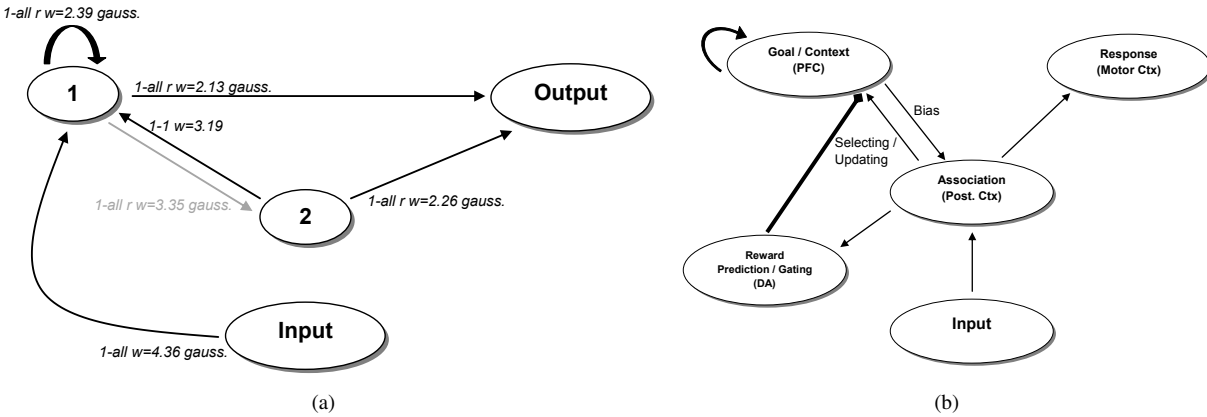 1-all r w=2.39 gauss.
1
1-all r w=2.13 gauss.
Output
1-1 w=3.19
1-all r w=3.35 gauss.
2
1-all r w=2.26 gauss.
Input
1-all w=4.36 gauss.
(a)
Goal / Context
(PFC)
Response
(Motor Ctx)
Bias
Selecting /
Updating
Association
(Post. Ctx)
Reward
Prediction / Gating
(DA)
Input
(b)